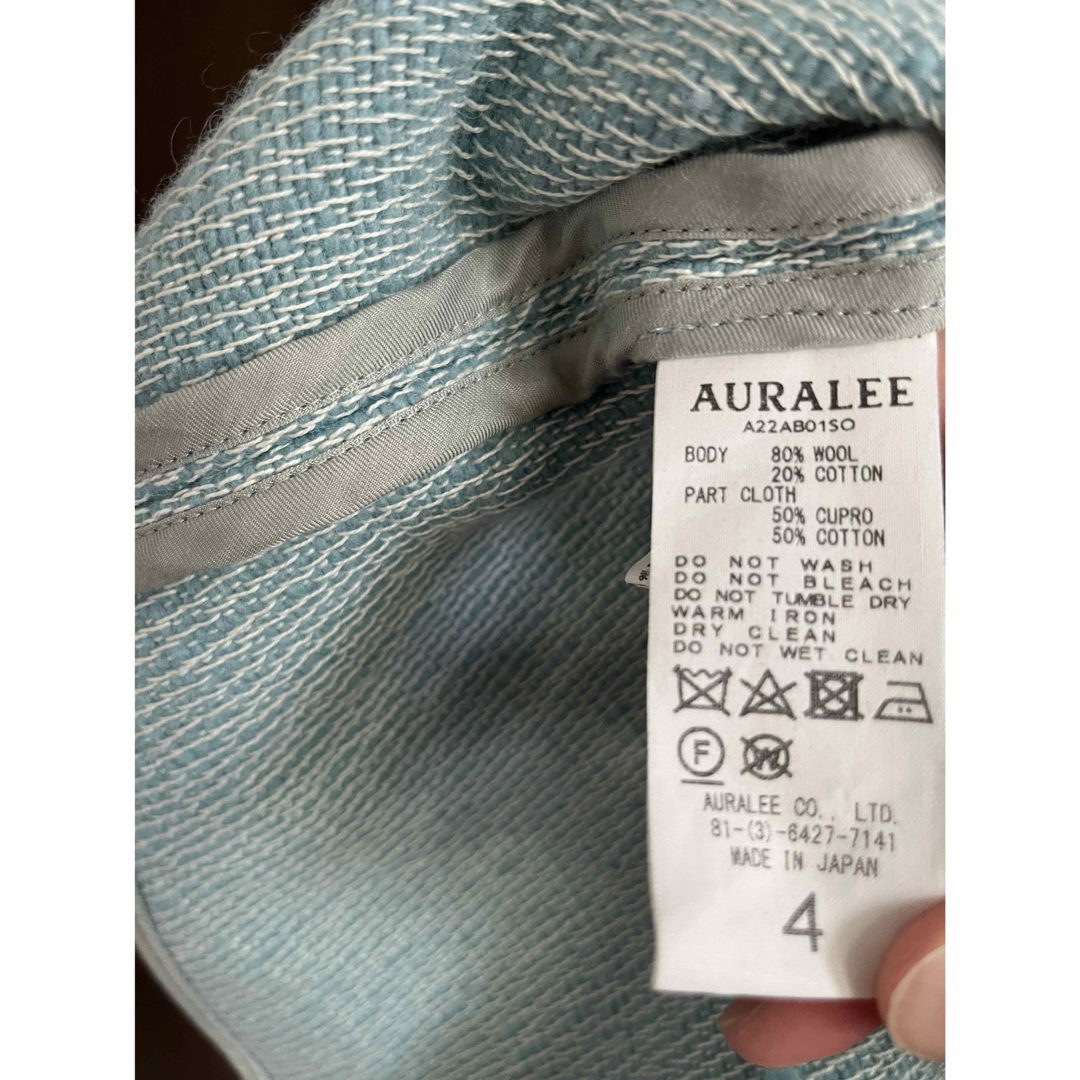 AURALEE
A22AB01SO
BODY 80% WOOL
20% COTTON
PART CLOTH
50% CUPRO
50% COTTON
DO NOT WASH
DO NOT BLEACH
DO NOT TUMBLE DRY
WARM IRON
DRY CLEAN
DO NOT WET CLEAN
F W
AURALEE CO., LTD.
81-(3)-6427-7141
MADE IN JAPAN
4